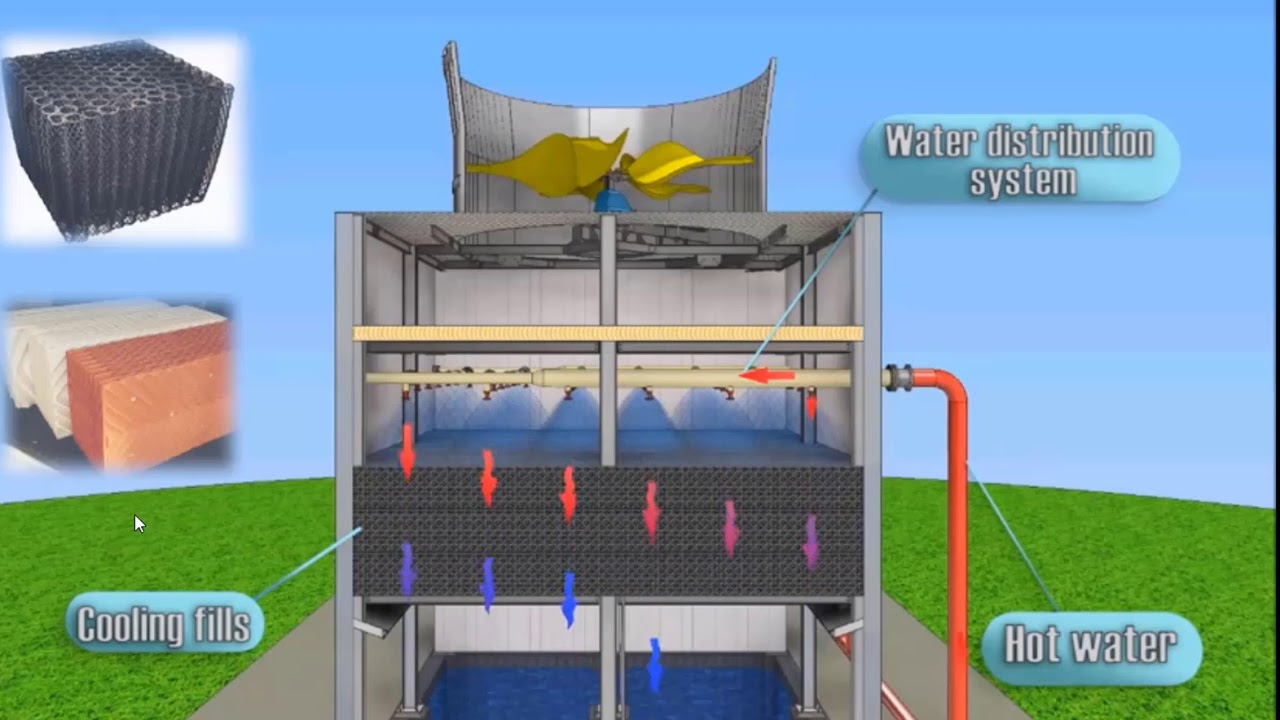 Water distribution
system
Cooling fills
Hot water